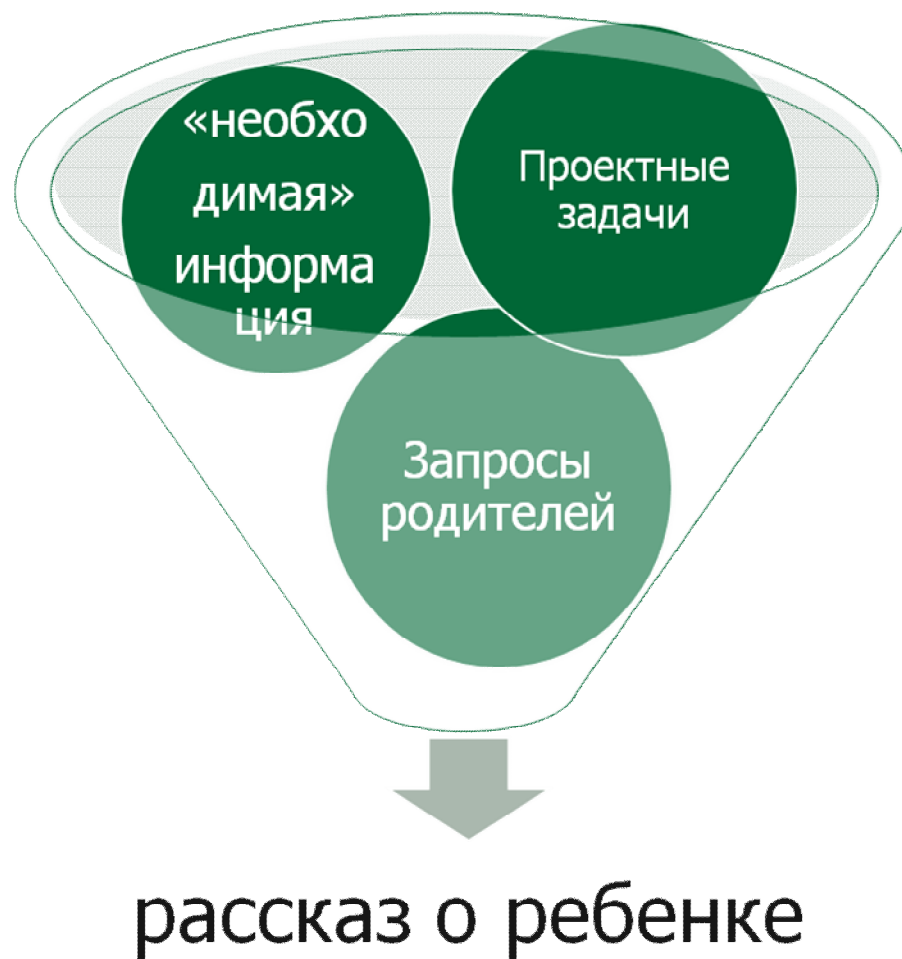 «необхо
димая»
информа
ция
Проектные
задачи
Запросы
родителей
рассказ о ребенке